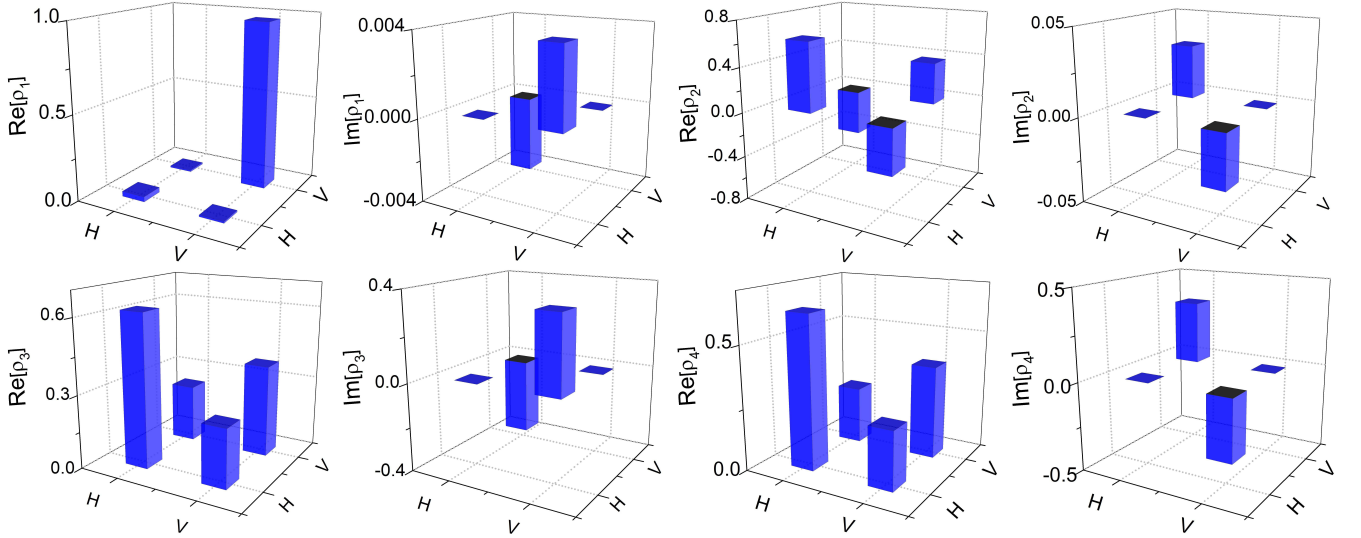 Re[ρ1]
1.0
0.5
0.0
H
V
H
V
Im[ρ1]
0.004
0.000
-0.004
H
V
H
V
Re[ρ2]
0.8
0.4
0.0
-0.4
-0.8
H
V
H
V
Im[ρ2]
0.05
0.00
-0.05
H
V
H
V
Re[ρ3]
0.6
0.3
0.0
H
V
H
V
Im[ρ3]
0.4
0.0
-0.4
H
V
H
V
Re[ρ4]
0.5
0.0
H
V
H
V
Im[ρ4]
0.5
0.0
-0.5
H
V
H
V